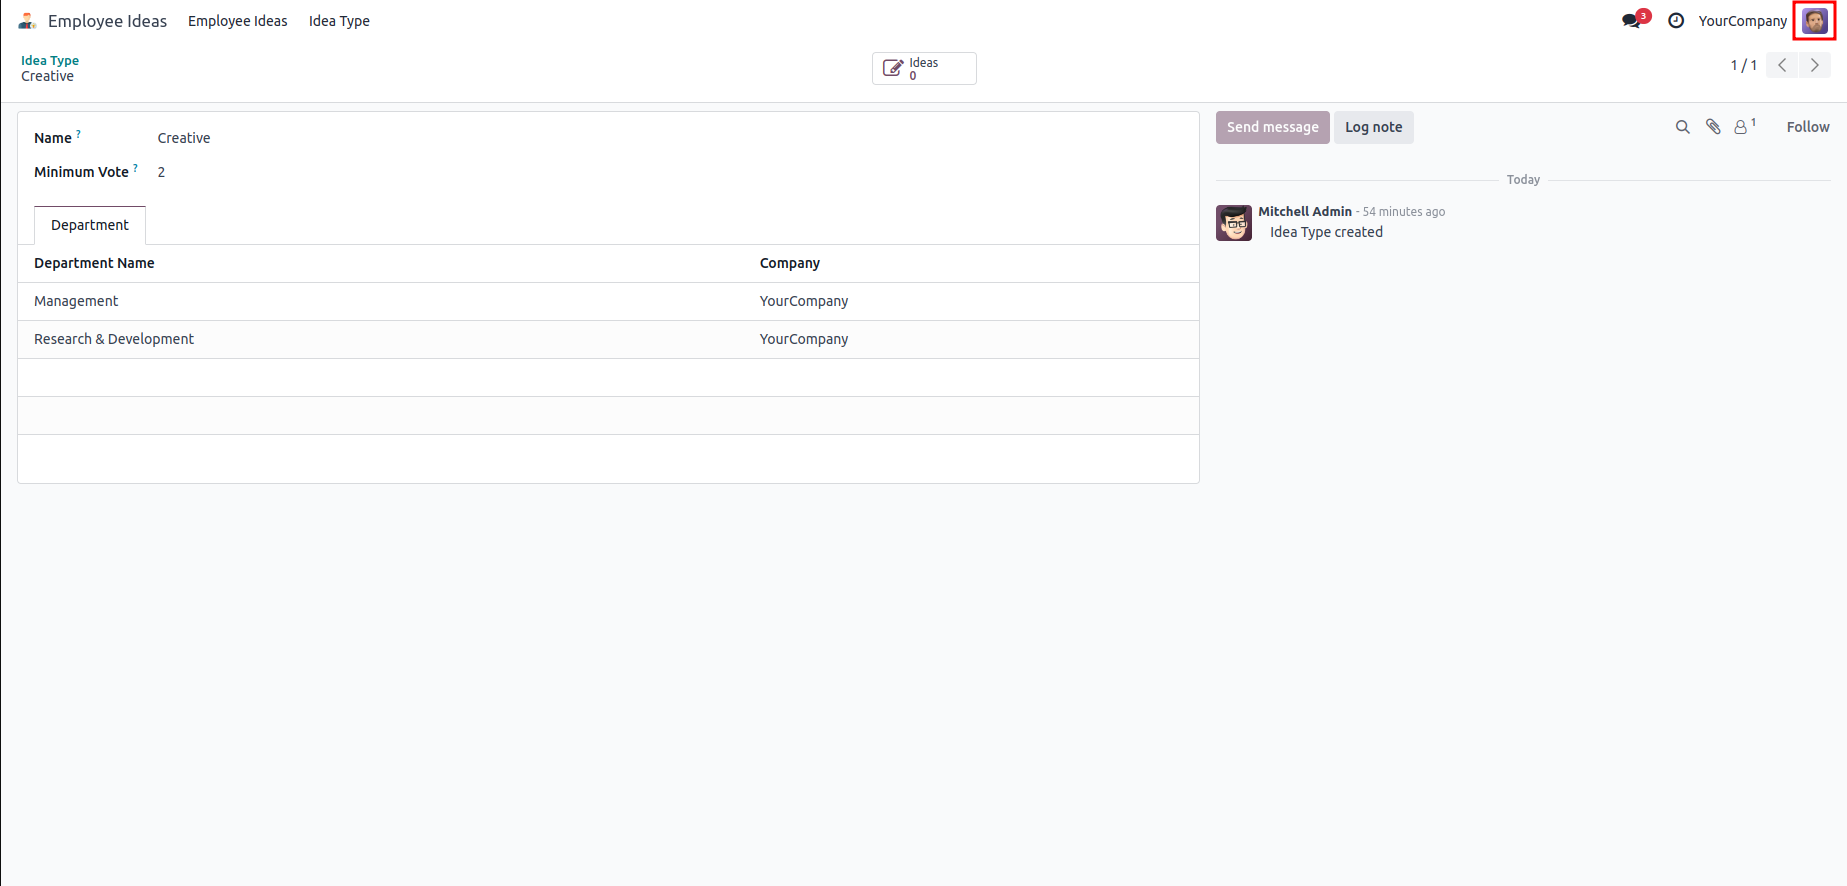 Employee Ideas Employee Ideas Idea Type 3 YourCompany
Idea Type
Creative
Ideas
0
1 / 1
Name ? Creative
Minimum Vote ? 2
Department
Department Name Company
Management YourCompany
Research & Development YourCompany
Send message Log note 1 Follow
Today
Mitchell Admin - 54 minutes ago
Idea Type created